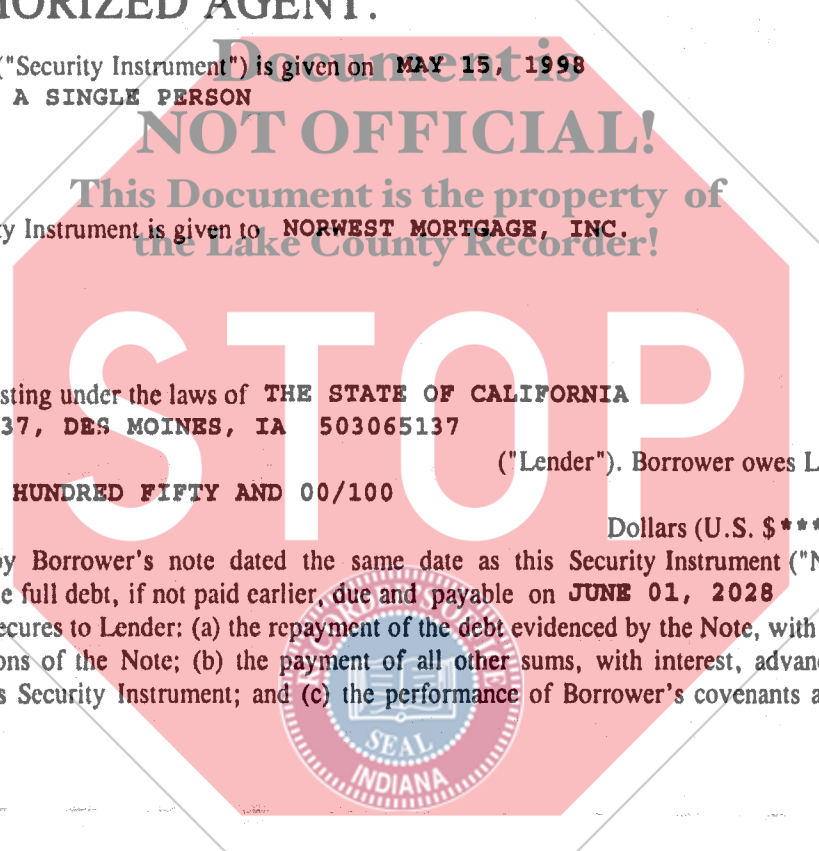 HORIZED AGENT.
("Security Instrument") is given on MAY 15, 1998
Document is
A SINGLE PERSON
NOT OFFICIAL!
This Document is the property of
ty Instrument is given to NORWEST MORTGAGE, INC.
the Lake County Recorder!
STOP
sting under the laws of THE STATE OF CALIFORNIA
37, DES MOINES, IA 503065137
("Lender"). Borrower owes L
HUNDRED FIFTY AND 00/100
Dollars (U.S. $***
by Borrower's note dated the same date as this Security Instrument ("N
e full debt, if not paid earlier, due and payable on JUNE 01, 2028
ecures to Lender: (a) the repayment of the debt evidenced by the Note, with
ons of the Note; (b) the payment of all other sums, with interest, advanc
s Security Instrument; and (c) the performance of Borrower's covenants a
SEAL
INDIANA